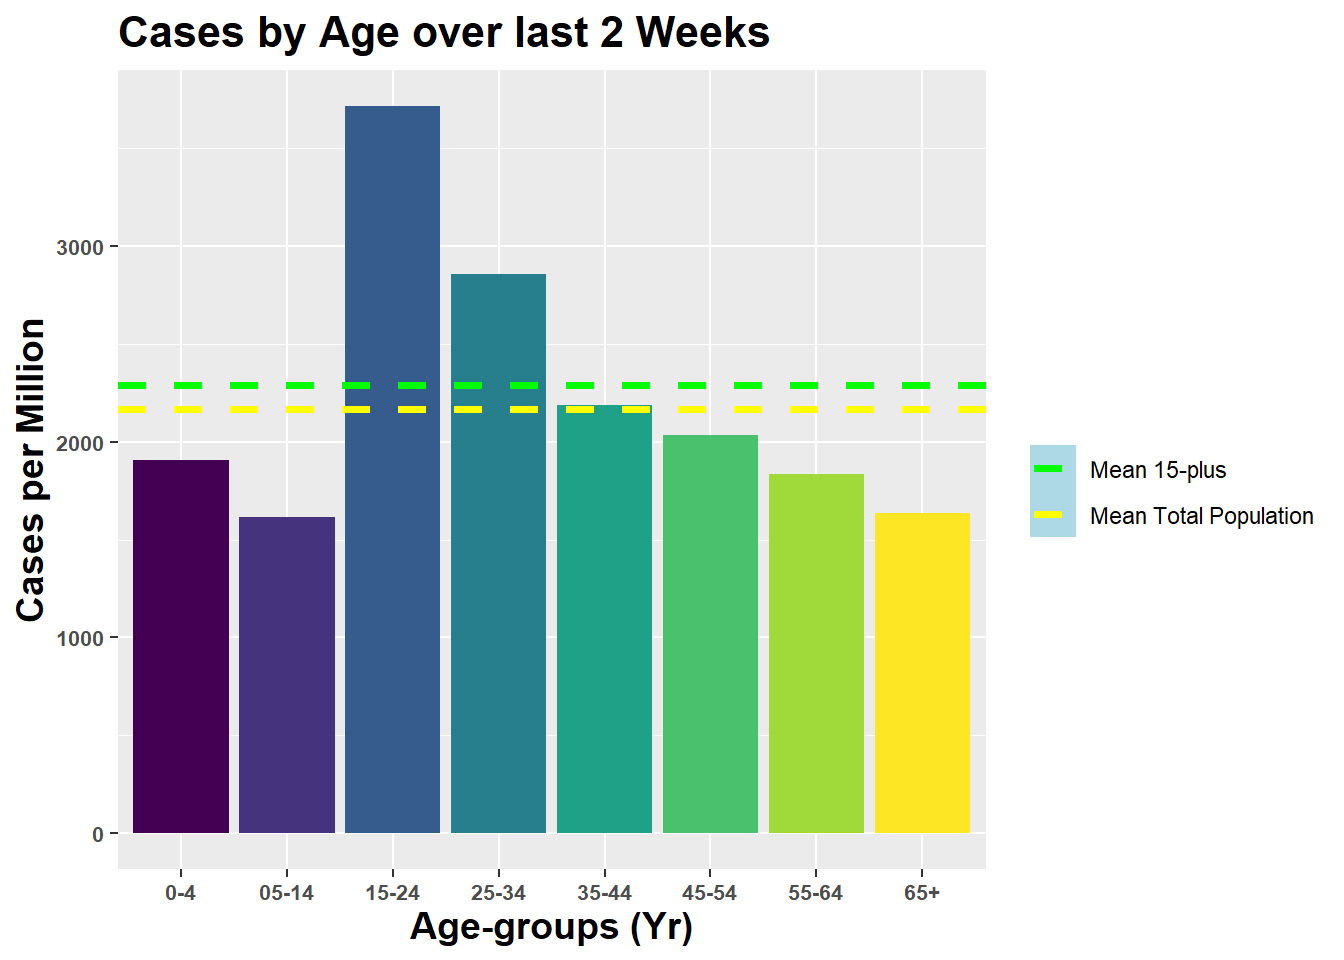 Cases by Age over last 2 Weeks
Cases per Million
3000
2000
1000
0
0-4 05-14 15-24 25-34 35-44 45-54 55-64 65+
Age-groups (Yr)
Mean 15-plus
Mean Total Population